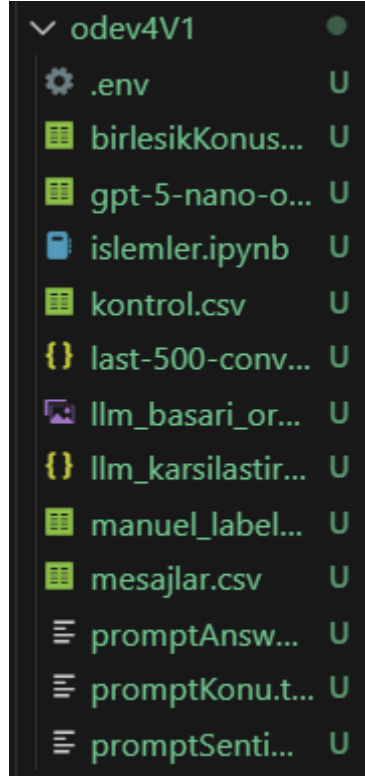 odev4V1
.env U
birlesikKonus... U
gpt-5-nano-o... U
islemler.ipynb U
kontrol.csv U
last-500-conv... U
llm_basari_or... U
llm_karsilastir... U
manuel_label... U
mesajlar.csv U
promptAnsw... U
promptKonu.t... U
promptSenti... U